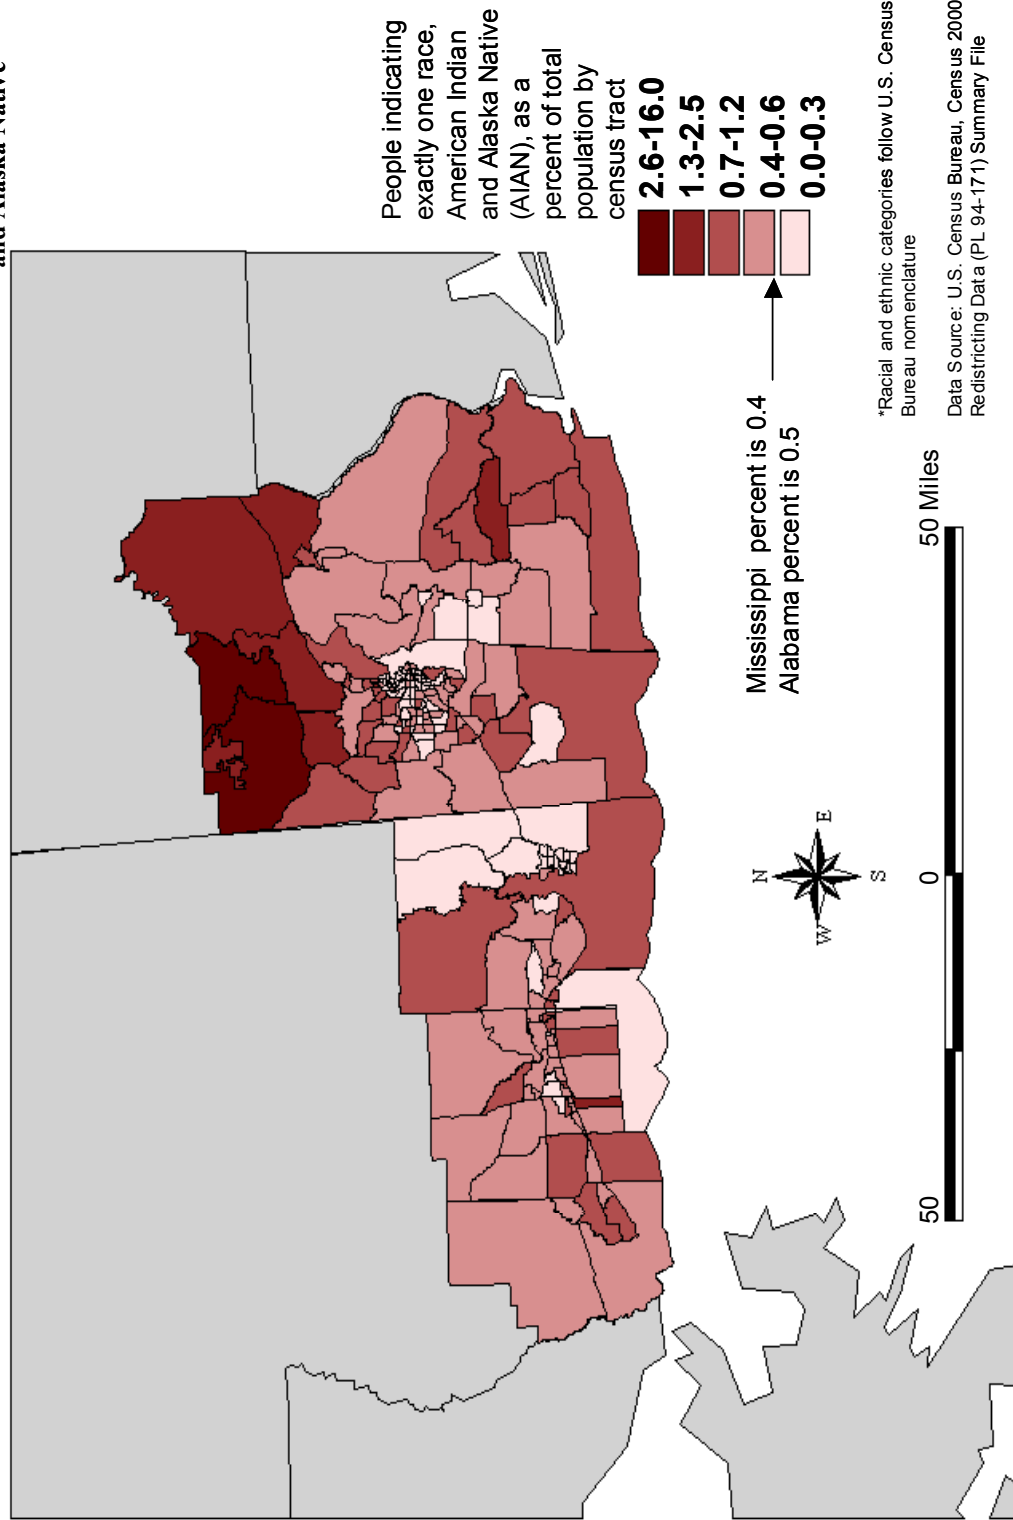 and Alaska Native
People indicating
exactly one race,
American Indian
and Alaska Native
(AIAN), as a
percent of total
population by
census tract
2.6-16.0
1.3-2.5
0.7-1.2
0.4-0.6
0.0-0.3
Mississippi percent is 0.4
Alabama percent is 0.5
N
W
E
S
50
0
50 Miles
*Racial and ethnic categories follow U.S. Census
Bureau nomenclature
Data Source: U.S. Census Bureau, Census 2000
Redistricting Data (PL 94-171) Summary File